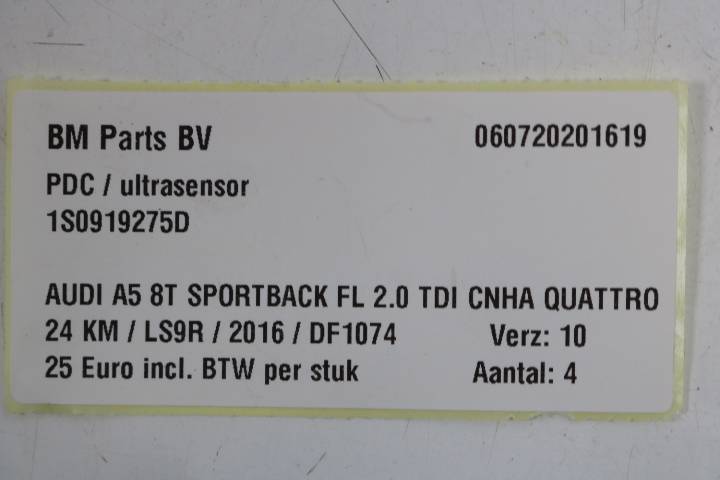 BM Parts BV 060720201619
PDC / ultrasensor
1S0919275D
AUDI A5 8T SPORTBACK FL 2.0 TDI CNHA QUATTRO
24 KM / LS9R / 2016 / DF1074 Verz: 10
25 Euro incl. BTW per stuk Aantal: 4